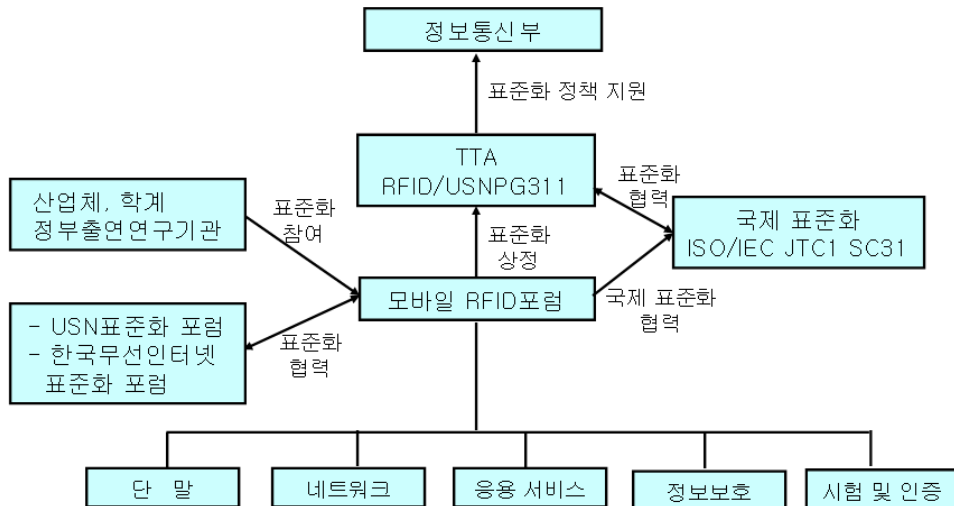 정보통신부
표준화 정책 지원
TTA
RFID/USNPG311
산업체, 학계
정부출연연구기관
표준화
참여
표준화
협력
국제 표준화
ISO/IEC JTC1 SC31
표준화
상정
모바일 RFID포럼
국제 표준화
협력
- USN표준화 포럼
- 한국무선인터넷
표준화 포럼
표준화
협력
단 말
네트워크
응용 서비스
정보보호
시험 및 인증